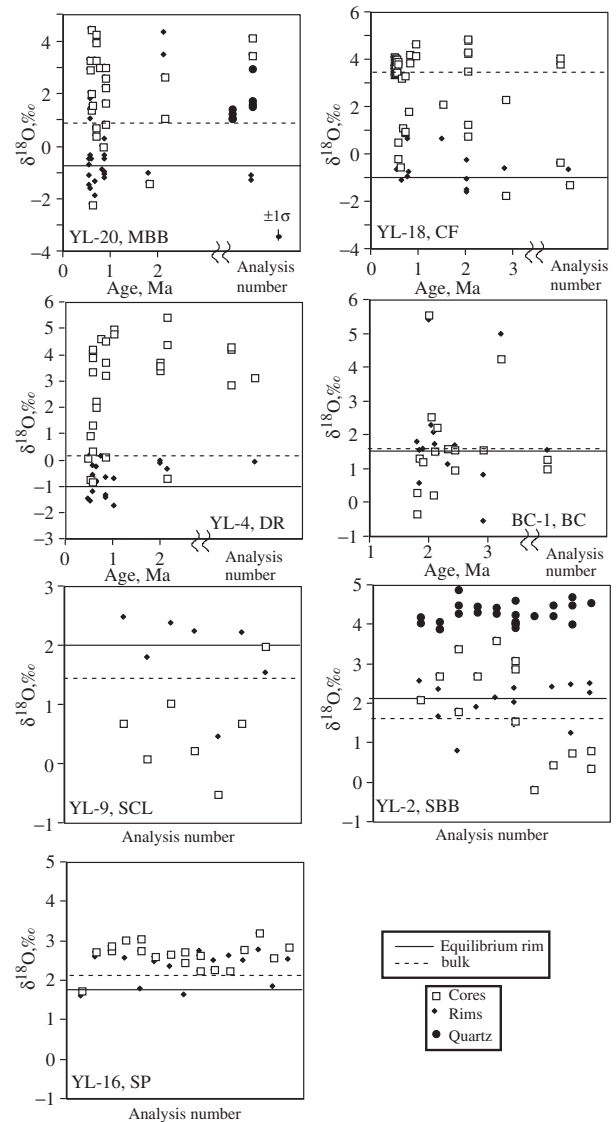 δ18O,‰
4
2
0
−2
−4
YL-20, MBB
±1σ
0
1
2
Age, Ma
Analysis number
δ18O,‰
6
4
2
0
−2
−4
YL-18, CF
0
1
2
3
Age, Ma
Analysis number
δ18O,‰
6
5
4
3
2
1
0
−1
−2
−3
YL-4, DR
0
1
2
Age, Ma
Analysis number
δ18O,‰
6
5
4
3
2
1
0
−1
BC-1, BC
1
2
3
Age, Ma
Analysis number
δ18O,‰
3
2
1
0
−1
YL-9, SCL
Analysis number
δ18O,‰
5
4
3
2
1
0
−1
YL-2, SBB
Analysis number
δ18O,‰
5
4
3
2
1
0
−1
YL-16, SP
Analysis number
Equilibrium rim
bulk
Cores
Rims
Quartz